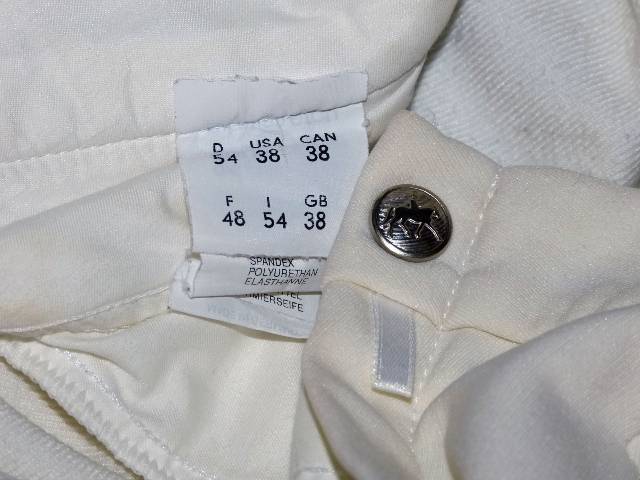 D USA CAN
54 38 38
F I GB
48 54 38
SPANDEX
POLYURETHAN
ELASTHANNE